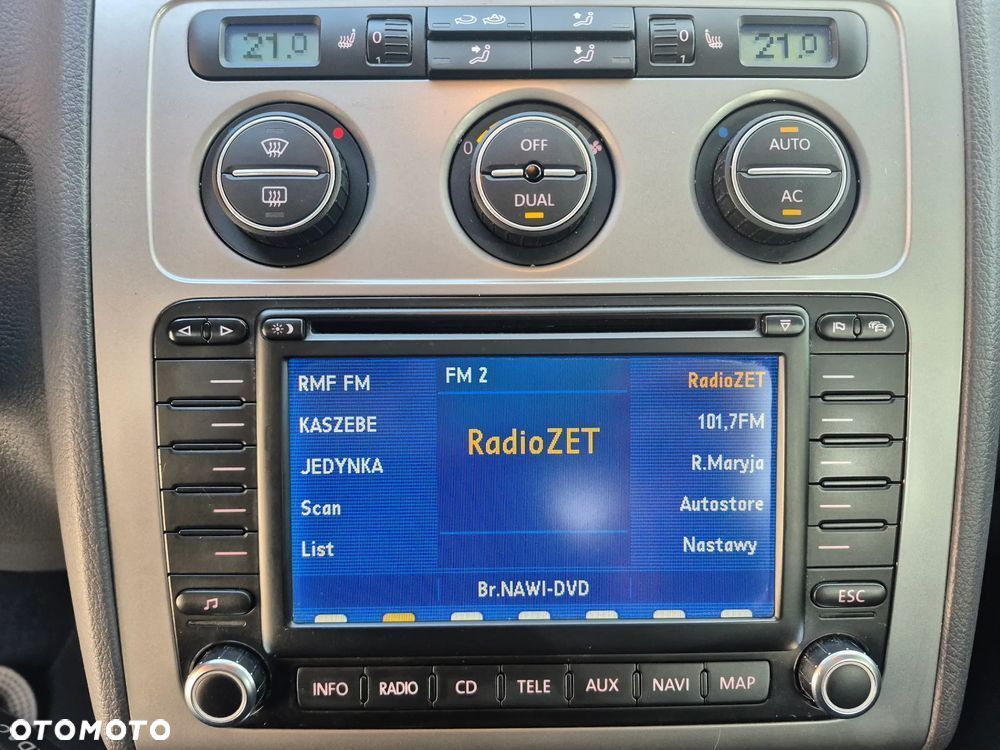 21.0 0 1 0 1 21.0
0 OFF AUTO
DUAL AC
RMF FM FM 2 RadioZET
KASZEBE RadioZET 101,7FM
JEDYNKA R.Maryja
Scan Autostore
List Nastawy
Br.NAWI-DVD
ESC
INFO RADIO CD TELE AUX NAVI MAP
OTOMOTO